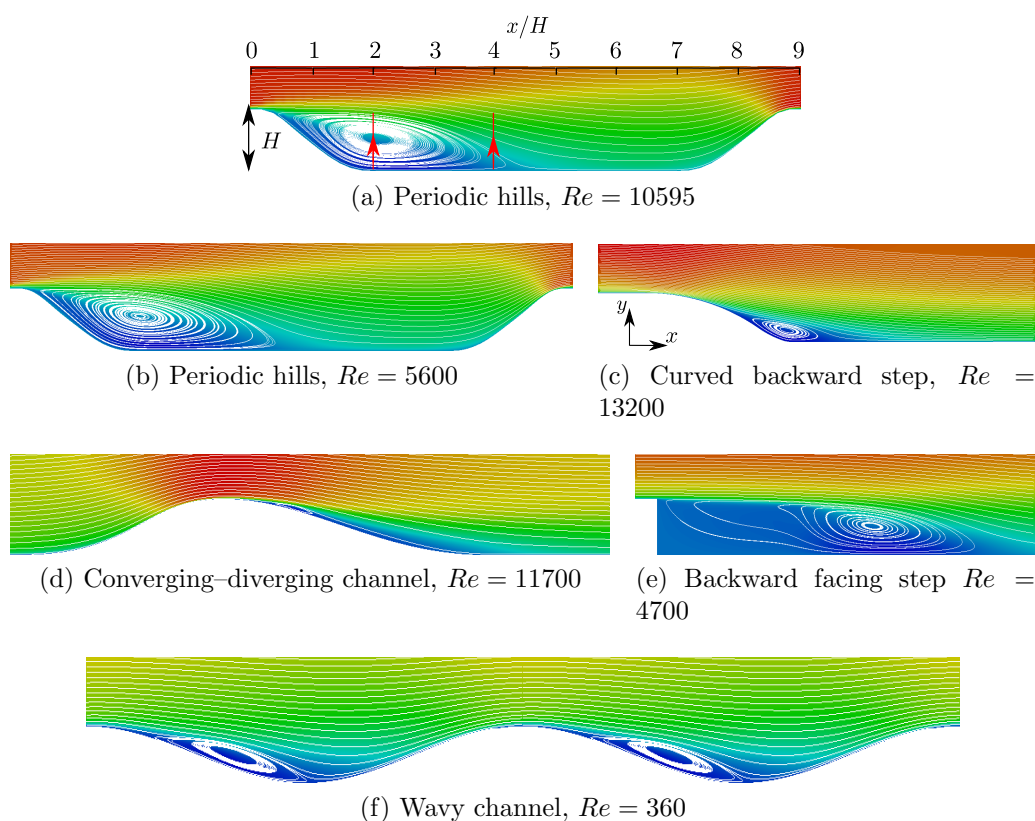 x/H
0 1 2 3 4 5 6 7 8 9
H
(a) Periodic hills, Re = 10595
(b) Periodic hills, Re = 5600
y
x
(c) Curved backward step, Re =
13200
(d) Converging–diverging channel, Re = 11700
(e) Backward facing step Re =
4700
(f) Wavy channel, Re = 360